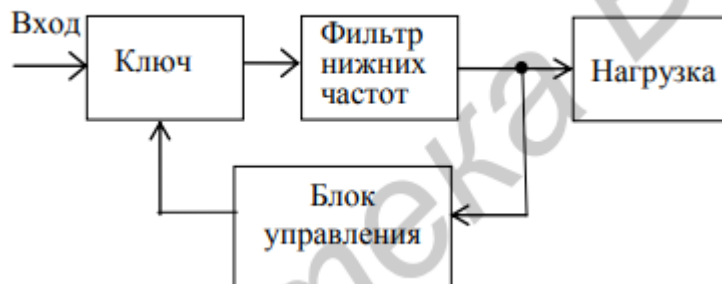 Вход
Ключ
Фильтр
нижних
частот
Нагрузка
Блок
управления